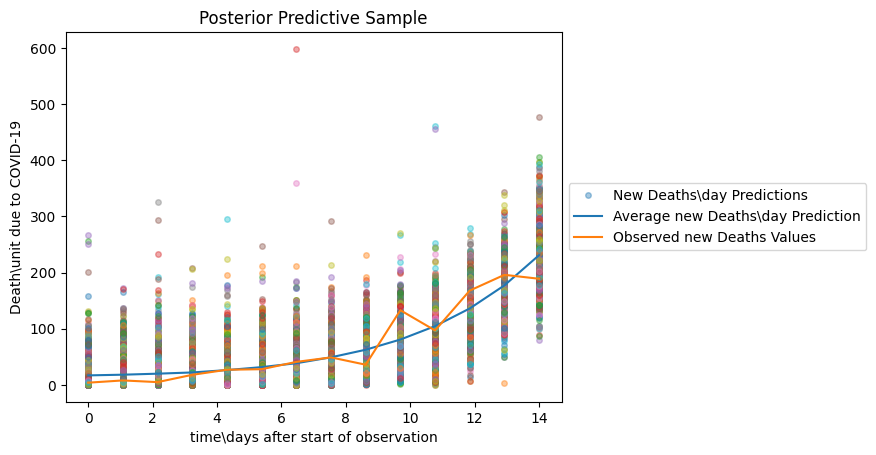 Posterior Predictive Sample
600
500
400
300
200
100
0
Death\unit due to COVID-19
0 2 4 6 8 10 12 14
time\days after start of observation
New Deaths\day Predictions
Average new Deaths\day Prediction
Observed new Deaths Values